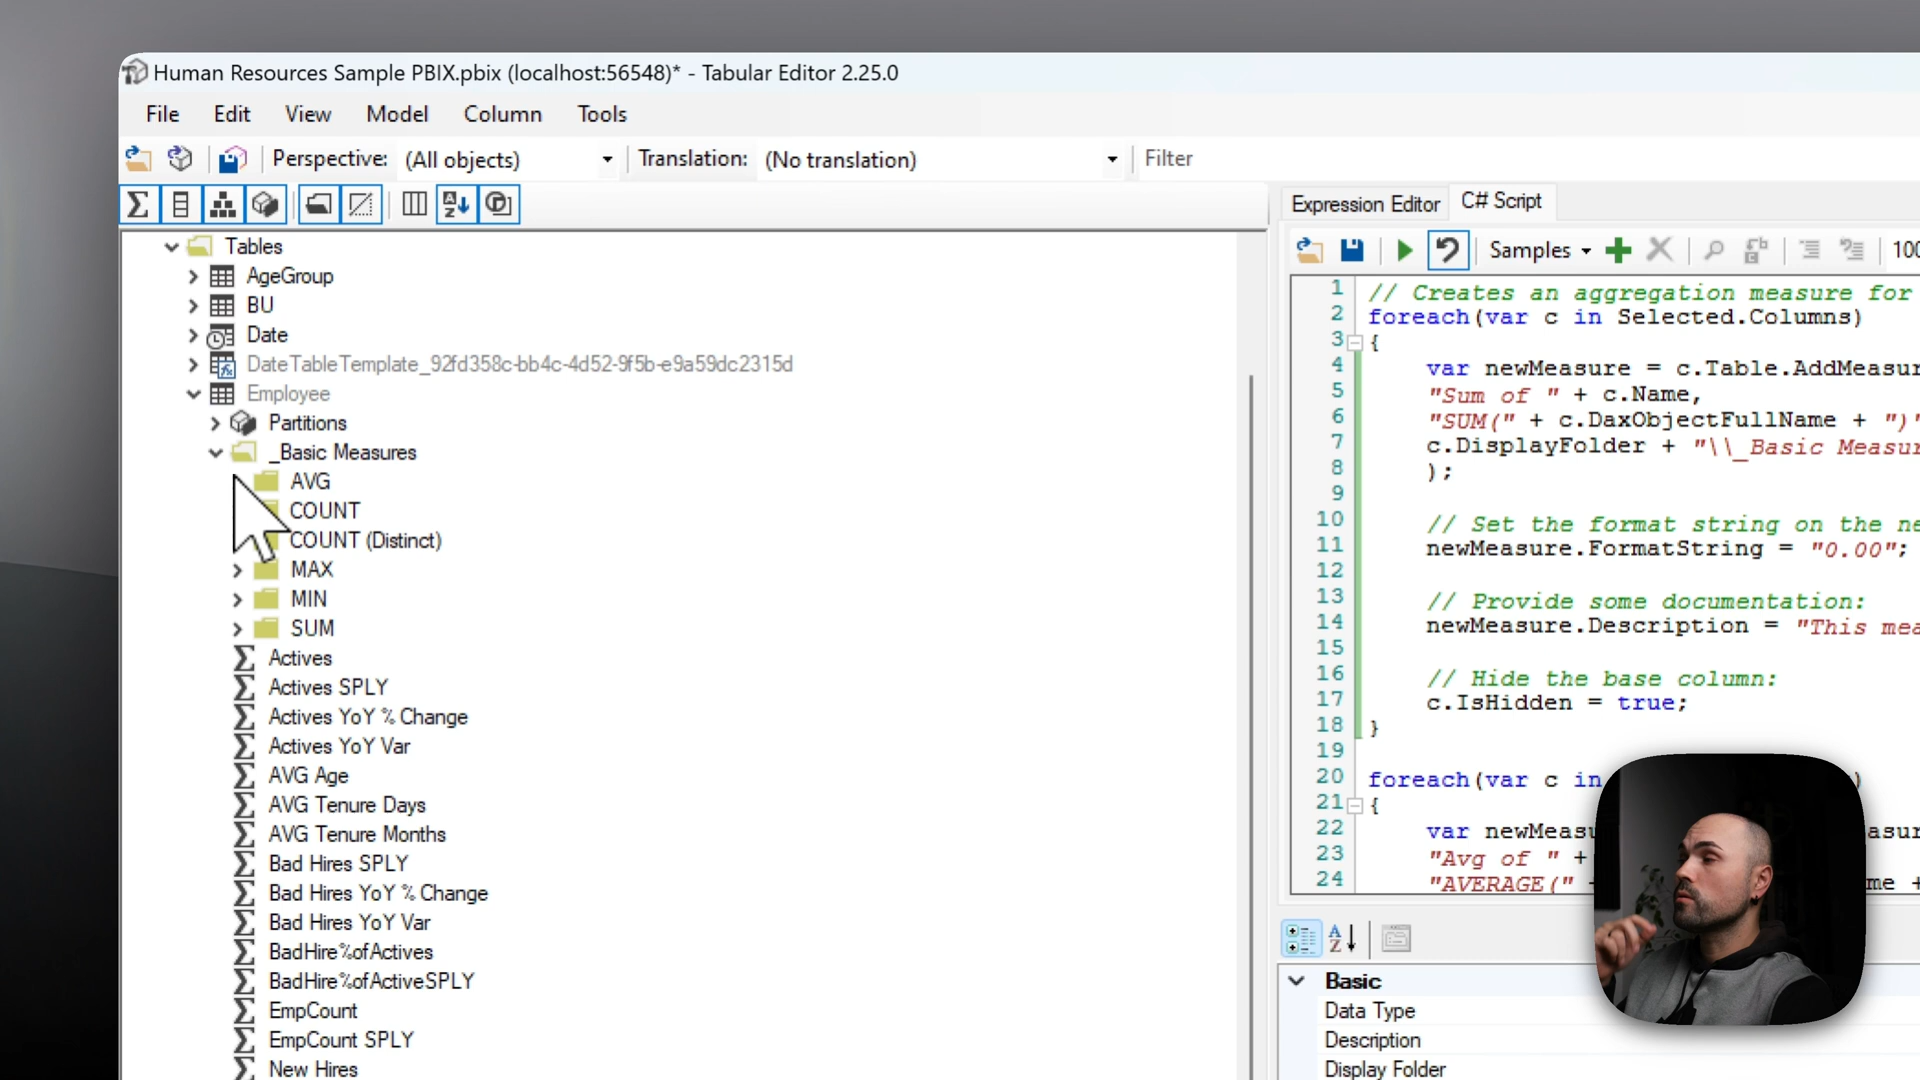 Human Resources Sample PBIX.pbix (localhost:56548)* - Tabular Editor 2.25.0
File Edit View Model Column Tools
Perspective: (All objects) Translation: (No translation) Filter
Expression Editor C# Script
Samples 100
Tables
AgeGroup
BU
Date
DateTableTemplate_92fd358c-bb4c-4d52-9f5b-e9a59dc2315d
Employee
Partitions
_Basic Measures
AVG
COUNT
COUNT (Distinct)
MAX
MIN
SUM
Actives
Actives SPLY
Actives YoY % Change
Actives YoY Var
AVG Age
AVG Tenure Days
AVG Tenure Months
Bad Hires SPLY
Bad Hires YoY % Change
Bad Hires YoY Var
BadHire%ofActives
BadHire%ofActiveSPLY
EmpCount
EmpCount SPLY
New Hires
1 // Creates an aggregation measure for
2 foreach(var c in Selected.Columns)
3 {
4 var newMeasure = c.Table.AddMeasur
5 "Sum of " + c.Name,
6 "SUM(" + c.DaxObjectFullName + ")"
7 c.DisplayFolder + "\\_Basic Measur
8 );
9
10 // Set the format string on the ne
11 newMeasure.FormatString = "0.00";
12
13 // Provide some documentation:
14 newMeasure.Description = "This mea
15
16 // Hide the base column:
17 c.IsHidden = true;
18 }
19
20 foreach(var c in )
21 {
22 var newMeasu asur
23 "Avg of " +
24 "AVERAGE(" me +
Basic
Data Type
Description
Display Folder